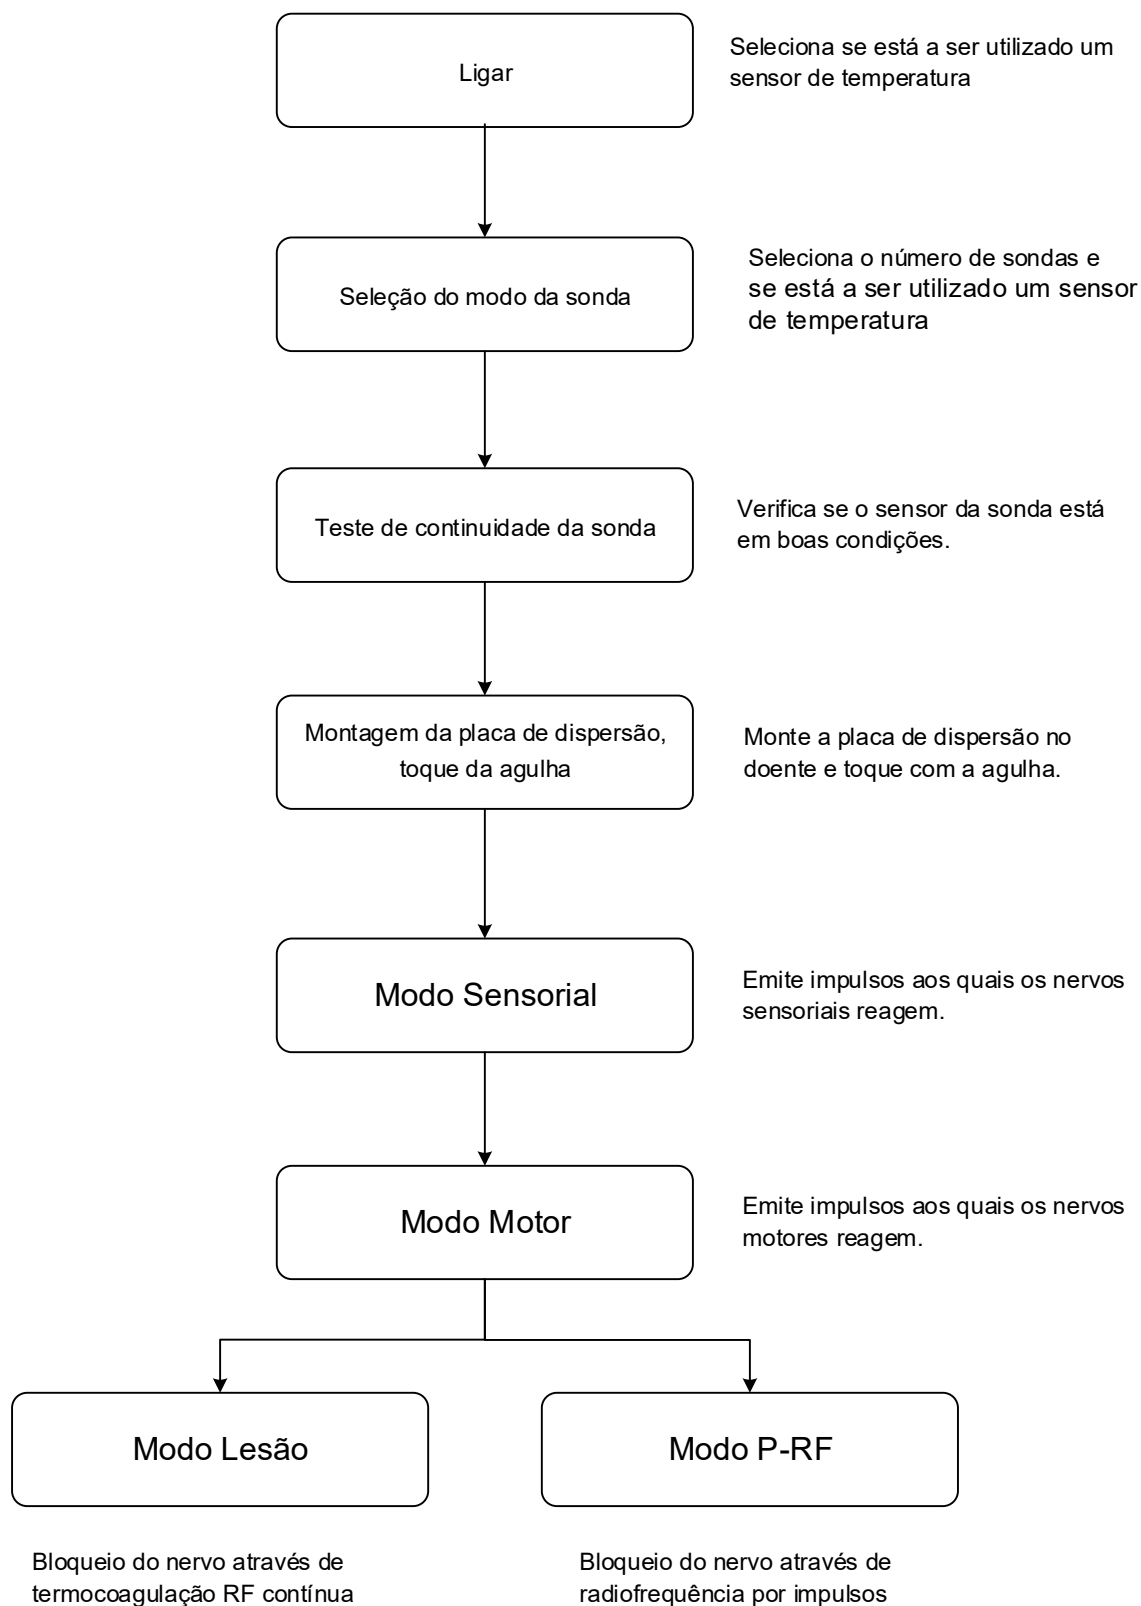 Ligar
Seleciona se está a ser utilizado um
sensor de temperatura
Seleção do modo da sonda
Seleciona o número de sondas e
se está a ser utilizado um sensor
de temperatura
Teste de continuidade da sonda
Verifica se o sensor da sonda está
em boas condições.
Montagem da placa de dispersão,
toque da agulha
Monte a placa de dispersão no
doente e toque com a agulha.
Modo Sensorial
Emite impulsos aos quais os nervos
sensoriais reagem.
Modo Motor
Emite impulsos aos quais os nervos
motores reagem.
Modo Lesão
Modo P-RF
Bloqueio do nervo através de
termocoagulação RF contínua
Bloqueio do nervo através de
radiofrequência por impulsos